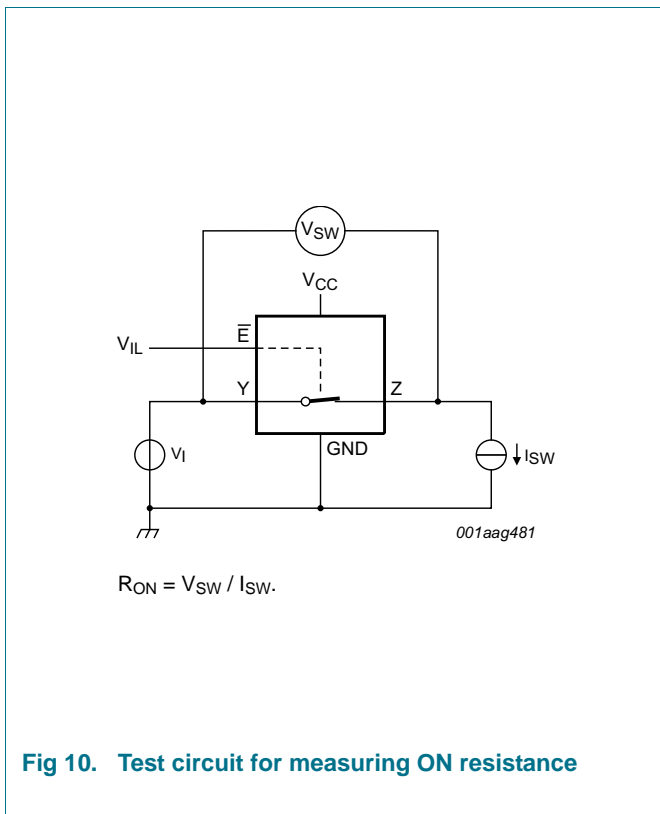 VSW
VCC
E̅
VIL
Y
Z
GND
VI
ISW
001aag481
RON = VSW / ISW.
Fig 10. Test circuit for measuring ON resistance